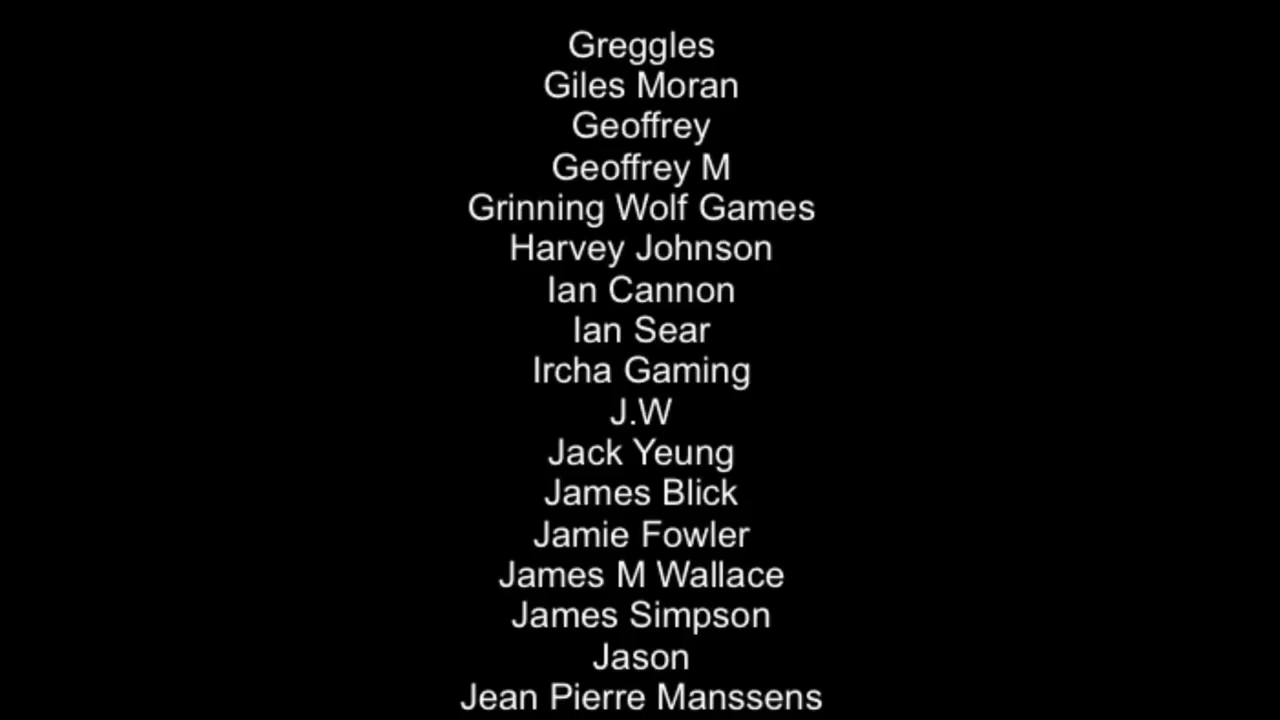 Greggles
Giles Moran
Geoffrey
Geoffrey M
Grinning Wolf Games
Harvey Johnson
Ian Cannon
Ian Sear
Ircha Gaming
J.W
Jack Yeung
James Blick
Jamie Fowler
James M Wallace
James Simpson
Jason
Jean Pierre Manssens